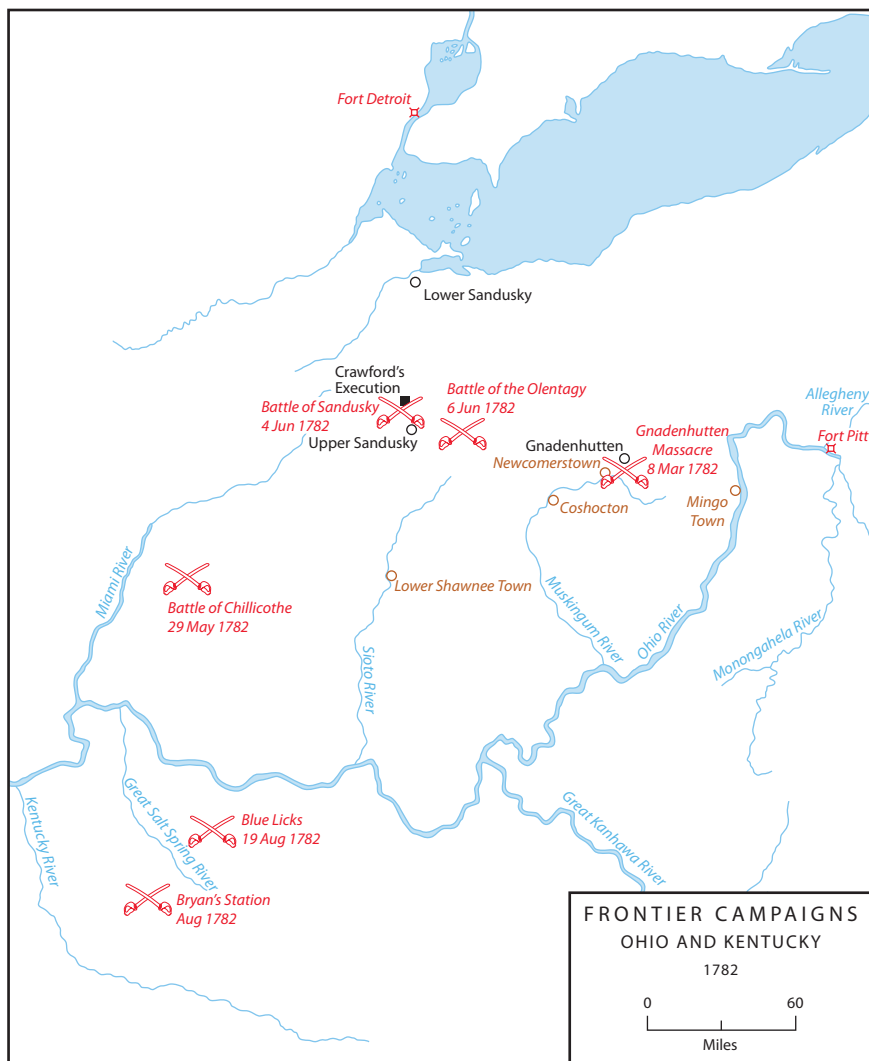 Fort Detroit
Lower Sandusky
Crawford's
Execution
Battle of Sandusky
4 Jun 1782
Upper Sandusky
Battle of the Olentagy
6 Jun 1782
Allegheny
River
Fort Pitt
Gnadenhutten
Gnadenhutten
Massacre
8 Mar 1782
Newcomerstown
Coshocton
Mingo
Town
Miami River
Battle of Chillicothe
29 May 1782
Lower Shawnee Town
Muskingum River
Ohio River
Monongahela River
Sioto River
Kentucky River
Great Salt Spring River
Blue Licks
19 Aug 1782
Great Kanhawa River
Bryan's Station
Aug 1782
FRONTIER CAMPAIGNS
OHIO AND KENTUCKY
1782
0 60
Miles